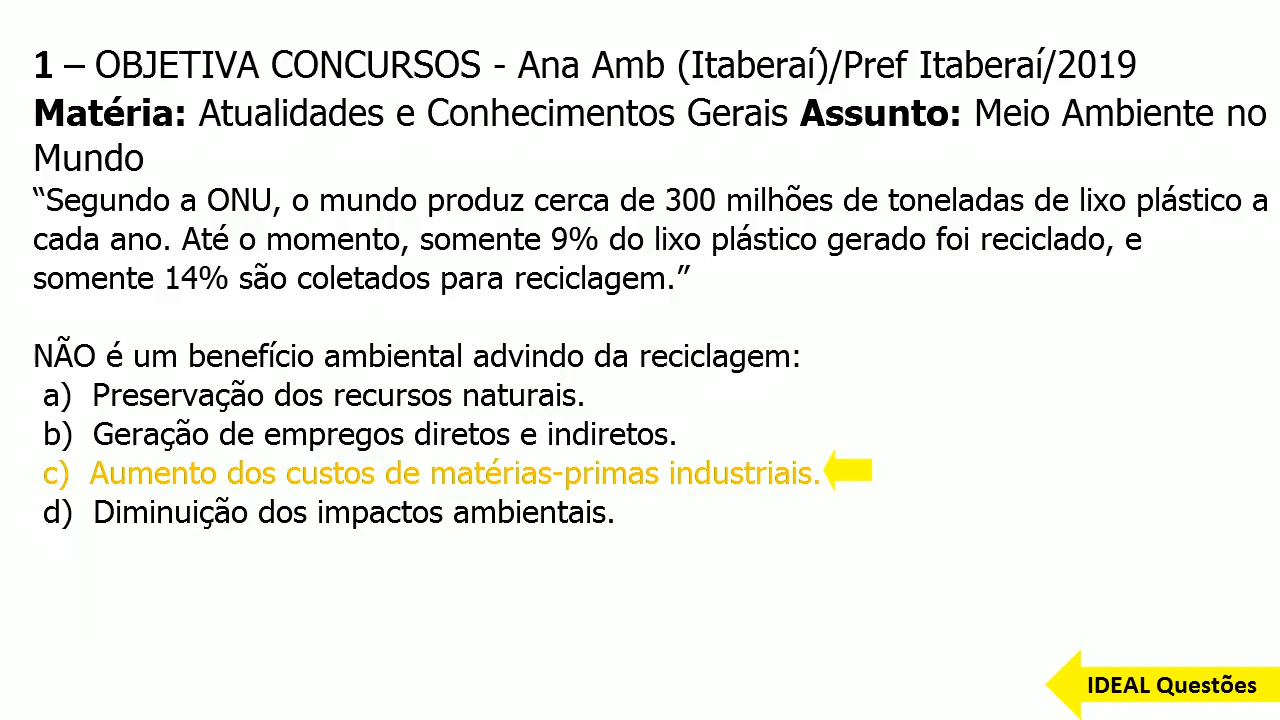 1 – OBJETIVA CONCURSOS - Ana Amb (Itaberaí)/Pref Itaberaí/2019
Matéria: Atualidades e Conhecimentos Gerais Assunto: Meio Ambiente no
Mundo
“Segundo a ONU, o mundo produz cerca de 300 milhões de toneladas de lixo plástico a
cada ano. Até o momento, somente 9% do lixo plástico gerado foi reciclado, e
somente 14% são coletados para reciclagem.”
NÃO é um benefício ambiental advindo da reciclagem:
a) Preservação dos recursos naturais.
b) Geração de empregos diretos e indiretos.
c) Aumento dos custos de matérias-primas industriais.
d) Diminuição dos impactos ambientais.
IDEAL Questões